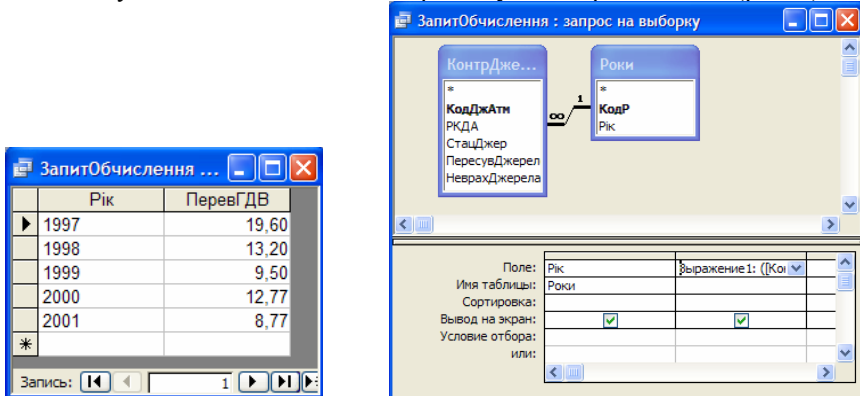 ЗапитОбчислення : запрос на выборку
КонтрДже...
*
КодДжАтм
РКДА
СтацДжер
ПересувДжерел
НеврахДжерела
∞ 1
Роки
*
КодР
Рік
Поле: Рік Выражение1: ([Ко
Имя таблицы: Роки
Сортировка:
Вывод на экран:
Условие отбора:
или:
ЗапитОбчислення ...
Рік ПеревГДВ
1997 19,60
1998 13,20
1999 9,50
2000 12,77
2001 8,77
*
Запись: 1